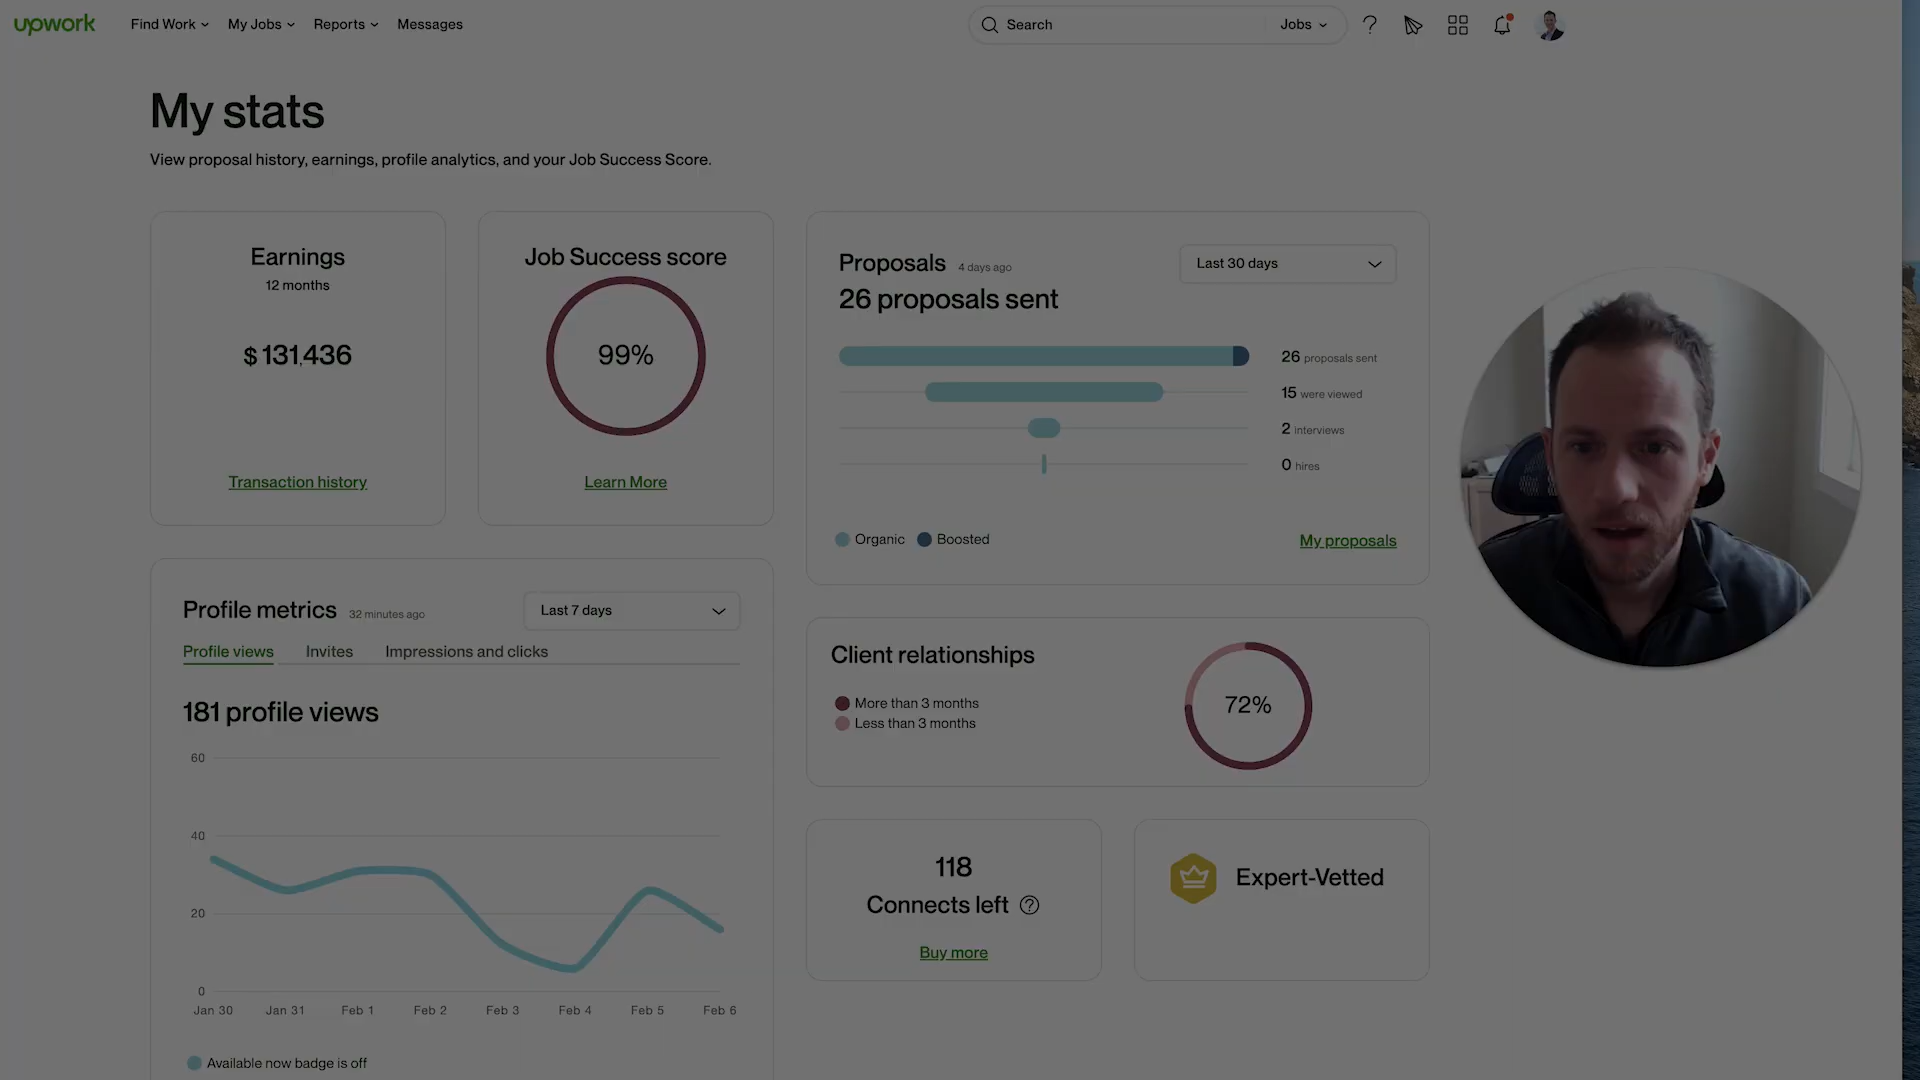 upwork
Find Work
My Jobs
Reports
Messages
Search
Jobs
My stats
View proposal history, earnings, profile analytics, and your Job Success Score.
Earnings
12 months
$131,436
Transaction history
Job Success score
99%
Learn More
Proposals 4 days ago
Last 30 days
26 proposals sent
26 proposals sent
15 were viewed
2 interviews
0 hires
Organic
Boosted
My proposals
Profile metrics 32 minutes ago
Last 7 days
Profile views
Invites
Impressions and clicks
181 profile views
60
40
20
0
Jan 30
Jan 31
Feb 1
Feb 2
Feb 3
Feb 4
Feb 5
Feb 6
Available now badge is off
Client relationships
More than 3 months
Less than 3 months
72%
118
Connects left
Buy more
Expert-Vetted